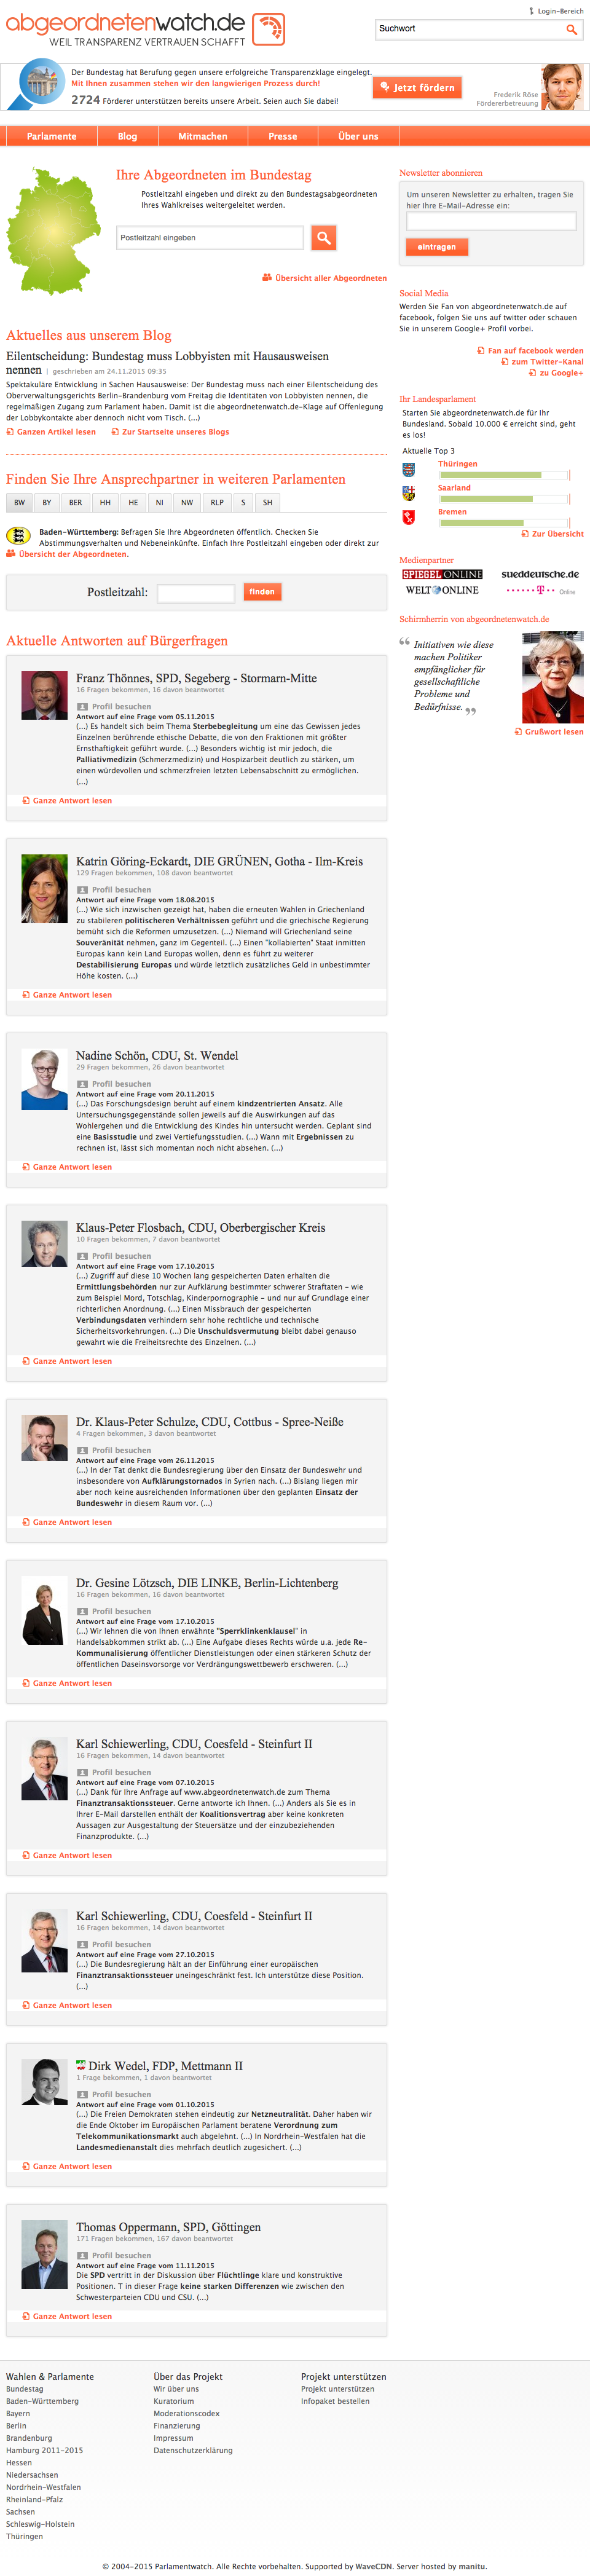 Login-Bereich
abgeordnetenwatch.de
WEIL TRANSPARENZ VERTRAUEN SCHAFFT
Suchwort
Der Bundestag hat Berufung gegen unsere erfolgreiche Transparenzklage eingelegt.
Mit Ihnen zusammen stehen wir den langwierigen Prozess durch!
2724 Förderer unterstützen bereits unsere Arbeit. Seien auch Sie dabei!
Jetzt fördern
Frederik Röse
Fördererbetreuung
Parlamente
Blog
Mitmachen
Presse
Über uns
Ihre Abgeordneten im Bundestag
Postleitzahl eingeben und direkt zu den Bundestagsabgeordneten
Ihres Wahlkreises weitergeleitet werden.
Postleitzahl eingeben
Übersicht aller Abgeordneten
Aktuelles aus unserem Blog
Eilentscheidung: Bundestag muss Lobbyisten mit Hausausweisen
nennen | geschrieben am 24.11.2015 09:35
Spektakuläre Entwicklung in Sachen Hausausweise: Der Bundestag muss nach einer Eilentscheidung des
Oberverwaltungsgerichts Berlin-Brandenburg vom Freitag die Identitäten von Lobbyisten nennen, die
regelmäßigen Zugang zum Parlament haben. Damit ist die abgeordnetenwatch.de-Klage auf Offenlegung
der Lobbykontakte aber dennoch nicht vom Tisch. (...)
Ganzen Artikel lesen
Zur Startseite unseres Blogs
Finden Sie Ihre Ansprechpartner in weiteren Parlamenten
BW BY BER HH HE NI NW RLP S SH
Baden-Württemberg: Befragen Sie Ihre Abgeordneten öffentlich. Checken Sie
Abstimmungsverhalten und Nebeneinkünfte. Einfach Ihre Postleitzahl eingeben oder direkt zur
Übersicht der Abgeordneten.
Postleitzahl:
finden
Aktuelle Antworten auf Bürgerfragen
Franz Thönnes, SPD, Segeberg - Stormarn-Mitte
16 Fragen bekommen, 16 davon beantwortet
Profil besuchen
Antwort auf eine Frage vom 05.11.2015
(...) Es handelt sich beim Thema Sterbebegleitung um eine das Gewissen jedes
Einzelnen berührende ethische Debatte, die von den Fraktionen mit größter
Ernsthaftigkeit geführt wurde. (...) Besonders wichtig ist mir jedoch, die
Palliativmedizin (Schmerzmedizin) und Hospizarbeit deutlich zu stärken, um
einen würdevollen und schmerzfreien letzten Lebensabschnitt zu ermöglichen.
(...)
Ganze Antwort lesen
Katrin Göring-Eckardt, DIE GRÜNEN, Gotha - Ilm-Kreis
129 Fragen bekommen, 108 davon beantwortet
Profil besuchen
Antwort auf eine Frage vom 18.08.2015
(...) Wie sich inzwischen gezeigt hat, haben die erneuten Wahlen in Griechenland
zu stabileren politischen Verhältnissen geführt und die griechische Regierung
bemüht sich die Reformen umzusetzen. (...) Niemand will Griechenland seine
Souveränität nehmen, ganz im Gegenteil. (...) Einen "kollabierten" Staat inmitten
Europas kann kein Land Europas wollen, denn es führt zu weiterer
Destabilisierung Europas und würde letztlich zusätzliches Geld in unbestimmter
Höhe kosten. (...)
Ganze Antwort lesen
Nadine Schön, CDU, St. Wendel
29 Fragen bekommen, 26 davon beantwortet
Profil besuchen
Antwort auf eine Frage vom 20.11.2015
(...) Das Forschungsdesign beruht auf einem kindzentrierten Ansatz. Alle
Untersuchungsgegenstände sollen jeweils auf die Auswirkungen auf das
Wohlergehen und die Entwicklung des Kindes hin untersucht werden. Geplant sind
eine Basisstudie und zwei Vertiefungsstudien. (...) Wann mit Ergebnissen zu
rechnen ist, lässt sich momentan noch nicht absehen. (...)
Ganze Antwort lesen
Klaus-Peter Flosbach, CDU, Oberbergischer Kreis
10 Fragen bekommen, 7 davon beantwortet
Profil besuchen
Antwort auf eine Frage vom 17.10.2015
(...) Zugriff auf diese 10 Wochen lang gespeicherten Daten erhalten die
Ermittlungsbehörden nur zur Aufklärung bestimmter schwerer Straftaten - wie
zum Beispiel Mord, Totschlag, Kinderpornographie - und nur auf Grundlage einer
richterlichen Anordnung. (...) Einen Missbrauch der gespeicherten
Verbindungsdaten verhindern sehr hohe rechtliche und technische
Sicherheitsvorkehrungen. (...) Die Unschuldsvermutung bleibt dabei genauso
gewahrt wie die Freiheitsrechte des Einzelnen. (...)
Ganze Antwort lesen
Dr. Klaus-Peter Schulze, CDU, Cottbus - Spree-Neiße
4 Fragen bekommen, 3 davon beantwortet
Profil besuchen
Antwort auf eine Frage vom 26.11.2015
(...) In der Tat denkt die Bundesregierung über den Einsatz der Bundeswehr und
insbesondere von Aufklärungstornados in Syrien nach. (...) Bislang liegen mir
aber noch keine ausreichenden Informationen über den geplanten Einsatz der
Bundeswehr in diesem Raum vor. (...)
Ganze Antwort lesen
Dr. Gesine Lötzsch, DIE LINKE, Berlin-Lichtenberg
16 Fragen bekommen, 16 davon beantwortet
Profil besuchen
Antwort auf eine Frage vom 17.10.2015
(...) Wir lehnen die von Ihnen erwähnte "Sperrklinkenklausel" in
Handelsabkommen strikt ab. (...) Eine Aufgabe dieses Rechts würde u.a. jede Re-
Kommunalisierung öffentlicher Dienstleistungen oder einen stärkeren Schutz der
öffentlichen Daseinsvorsorge vor Verdrängungswettbewerb erschweren. (...)
Ganze Antwort lesen
Karl Schiewerling, CDU, Coesfeld - Steinfurt II
16 Fragen bekommen, 14 davon beantwortet
Profil besuchen
Antwort auf eine Frage vom 07.10.2015
(...) Dank für Ihre Anfrage auf www.abgeordnetenwatch.de zum Thema
Finanztransaktionssteuer. Gerne antworte ich Ihnen. (...) Anders als Sie es in
Ihrer E-Mail darstellen enthält der Koalitionsvertrag aber keine konkreten
Aussagen zur Ausgestaltung der Steuersätze und der einzubeziehenden
Finanzprodukte. (...)
Ganze Antwort lesen
Karl Schiewerling, CDU, Coesfeld - Steinfurt II
16 Fragen bekommen, 14 davon beantwortet
Profil besuchen
Antwort auf eine Frage vom 27.10.2015
(...) Die Bundesregierung hält an der Einführung einer europäischen
Finanztransaktionssteuer uneingeschränkt fest. Ich unterstütze diese Position.
(...)
Ganze Antwort lesen
Dirk Wedel, FDP, Mettmann II
1 Frage bekommen, 1 davon beantwortet
Profil besuchen
Antwort auf eine Frage vom 01.10.2015
(...) Die Freien Demokraten stehen eindeutig zur Netzneutralität. Daher haben wir
die Ende Oktober im Europäischen Parlament beratene Verordnung zum
Telekommunikationsmarkt auch abgelehnt. (...) In Nordrhein-Westfalen hat die
Landesmedienanstalt dies mehrfach deutlich zugesichert. (...)
Ganze Antwort lesen
Thomas Oppermann, SPD, Göttingen
171 Fragen bekommen, 167 davon beantwortet
Profil besuchen
Antwort auf eine Frage vom 11.11.2015
Die SPD vertritt in der Diskussion über Flüchtlinge klare und konstruktive
Positionen. T in dieser Frage keine starken Differenzen wie zwischen den
Schwesterparteien CDU und CSU. (...)
Ganze Antwort lesen
Newsletter abonnieren
Um unseren Newsletter zu erhalten, tragen Sie
hier Ihre E-Mail-Adresse ein:
eintragen
Social Media
Werden Sie Fan von abgeordnetenwatch.de auf
facebook, folgen Sie uns auf twitter oder schauen
Sie in unserem Google+ Profil vorbei.
Fan auf facebook werden
zum Twitter-Kanal
zu Google+
Ihr Landesparlament
Starten Sie abgeordnetenwatch.de für Ihr
Bundesland. Sobald 10.000 € erreicht sind, geht
es los!
Aktuelle Top 3
Thüringen
Saarland
Bremen
Zur Übersicht
Medienpartner
SPIEGEL ONLINE
sueddeutsche.de
WELT ONLINE
T Online
Schirmherrin von abgeordnetenwatch.de
„Initiativen wie diese
machen Politiker
empfänglicher für
gesellschaftliche
Probleme und
Bedürfnisse.”
Grußwort lesen
Wahlen & Parlamente
Bundestag
Baden-Württemberg
Bayern
Berlin
Brandenburg
Hamburg 2011-2015
Hessen
Niedersachsen
Nordrhein-Westfalen
Rheinland-Pfalz
Sachsen
Schleswig-Holstein
Thüringen
Über das Projekt
Wir über uns
Kuratorium
Moderationscodex
Finanzierung
Impressum
Datenschutzerklärung
Projekt unterstützen
Projekt unterstützen
Infopaket bestellen
© 2004-2015 Parlamentwatch. Alle Rechte vorbehalten. Supported by WaveCDN. Server hosted by manitu.